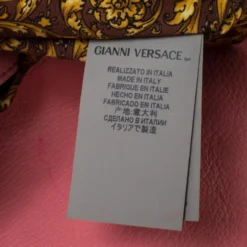 GIANNI VERSACE
REALIZZATO IN ITALIA
MADE IN ITALY
FABRIQUE EN ITALIE
HECHO EN ITALIA
FABRICADO EN ITALIA
产地:意大利
СДЕЛАНО В ИТАЛИИ
イタリアで製造